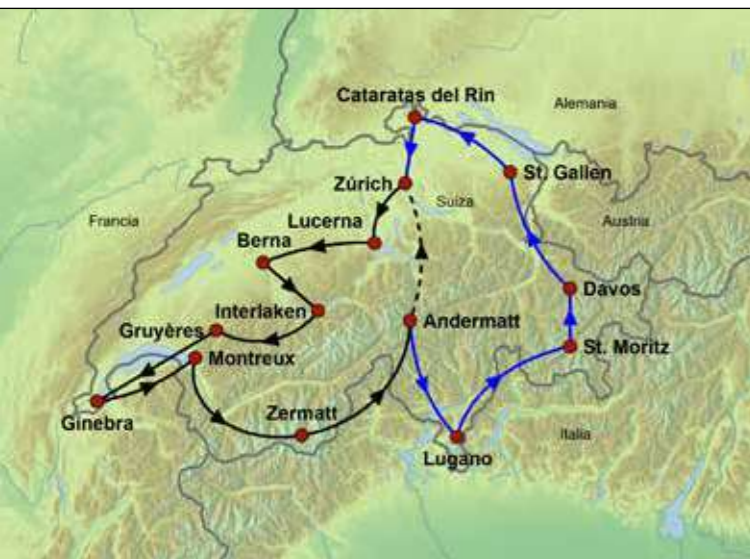 Cataratas del Rin
Alemania
St. Gallen
Zúrich
Suiza
Francia
Lucerna
Austria
Berna
Davos
Interlaken
Andermatt
Gruyères
St. Moritz
Montreux
Ginebra
Zermatt
Italia
Lugano